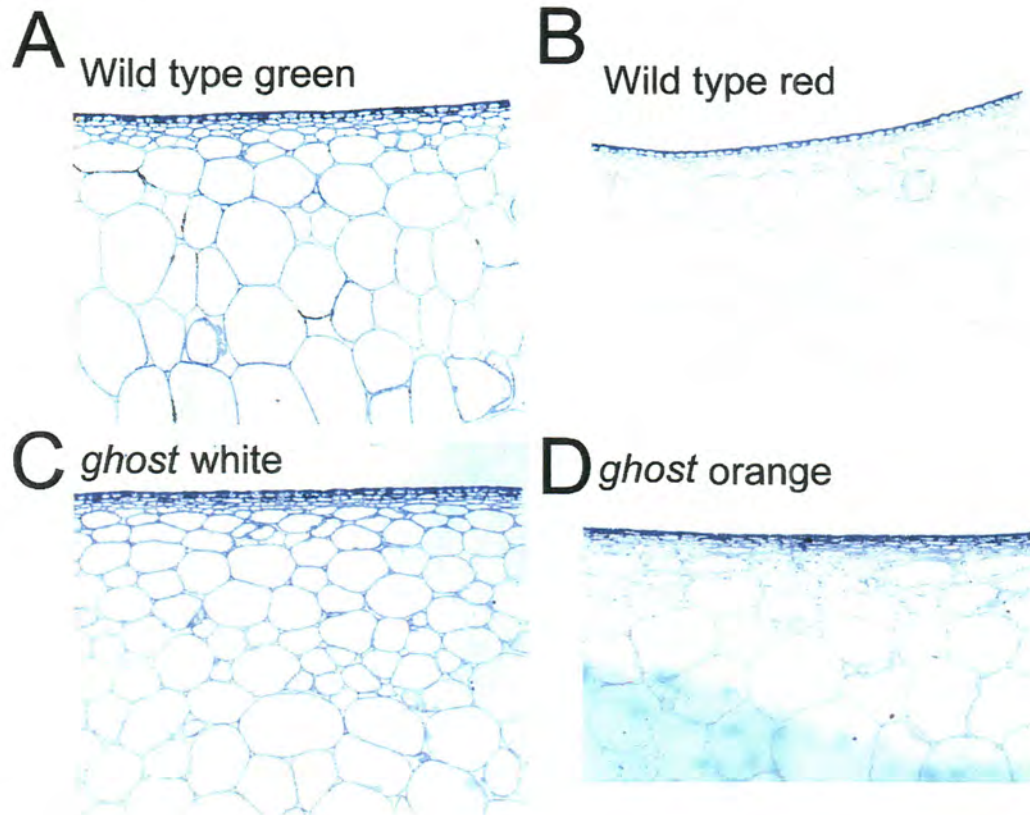 A
Wild type green
B
Wild type red
C
ghost white
D
ghost orange